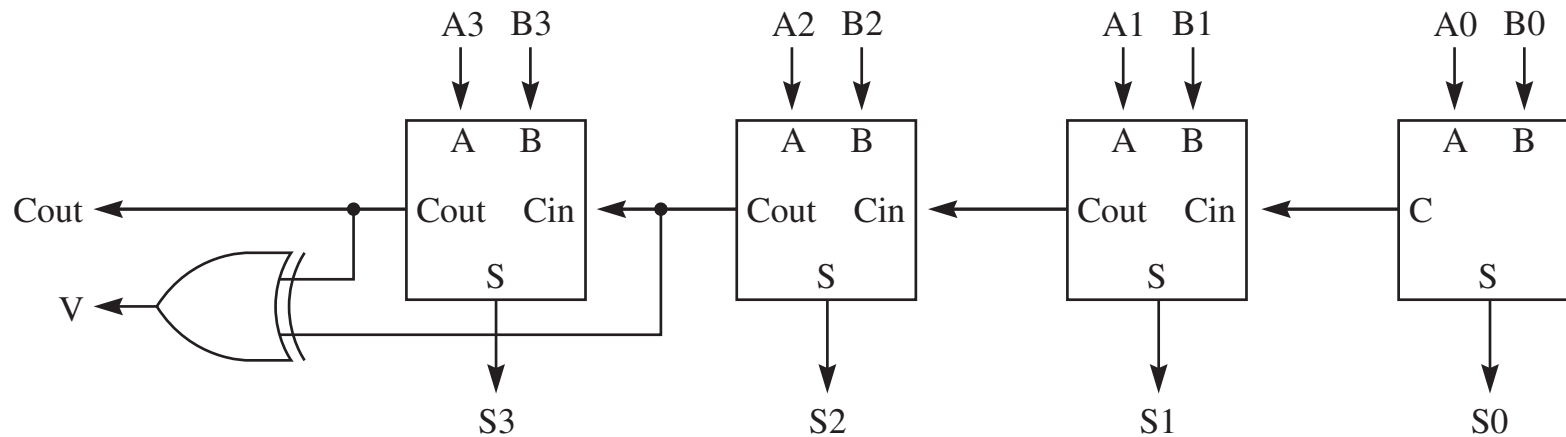 A3 B3 A2 B2 A1 B1 A0 B0
A B A B A B A B
Cout Cout Cin Cout Cin Cout Cin C
S S S S
V
S3 S2 S1 S0